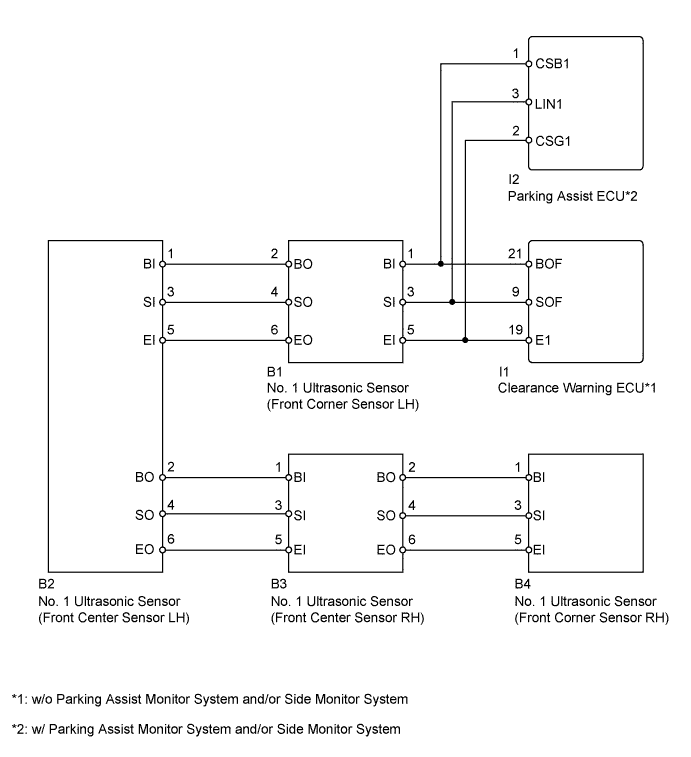 1 CSB1
3 LIN1
2 CSG1
I2
Parking Assist ECU*2
BI 1 2 BO BI 1 21 BOF
SI 3 4 SO SI 3 9 SOF
EI 5 6 EO EI 5 19 E1
B1
No. 1 Ultrasonic Sensor
(Front Corner Sensor LH)
I1
Clearance Warning ECU*1
BO 2 1 BI BO 2 1 BI
SO 4 3 SI SO 4 3 SI
EO 6 5 EI EO 6 5 EI
B2
No. 1 Ultrasonic Sensor
(Front Center Sensor LH)
B3
No. 1 Ultrasonic Sensor
(Front Center Sensor RH)
B4
No. 1 Ultrasonic Sensor
(Front Corner Sensor RH)
*1: w/o Parking Assist Monitor System and/or Side Monitor System
*2: w/ Parking Assist Monitor System and/or Side Monitor System